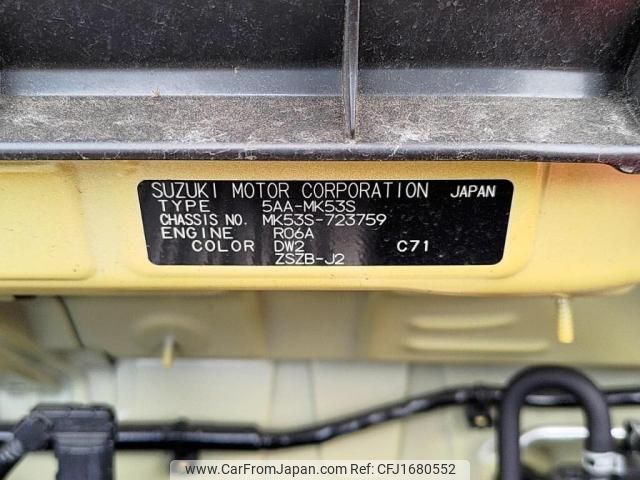 SUZUKI MOTOR CORPORATION JAPAN
TYPE 5AA-MK53S
CHASSIS NO. MK53S-723759
ENGINE R06A
COLOR DW2 C71
ZSZB-J2
www.CarFromJapan.com No. CFJ1680552